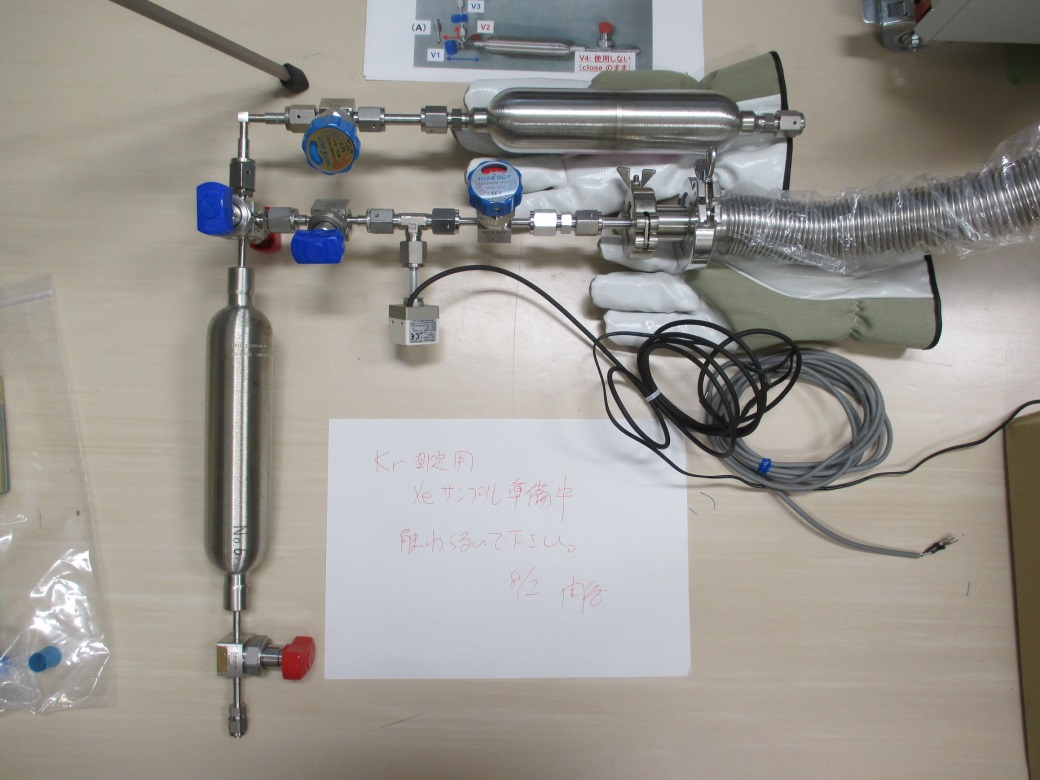 V3
(A)
V2
V1
V4: 使用しない
(close のまま)
No.6
Kr 測定用
Xe サンプル準備中
触わらないで下さい。
8/2